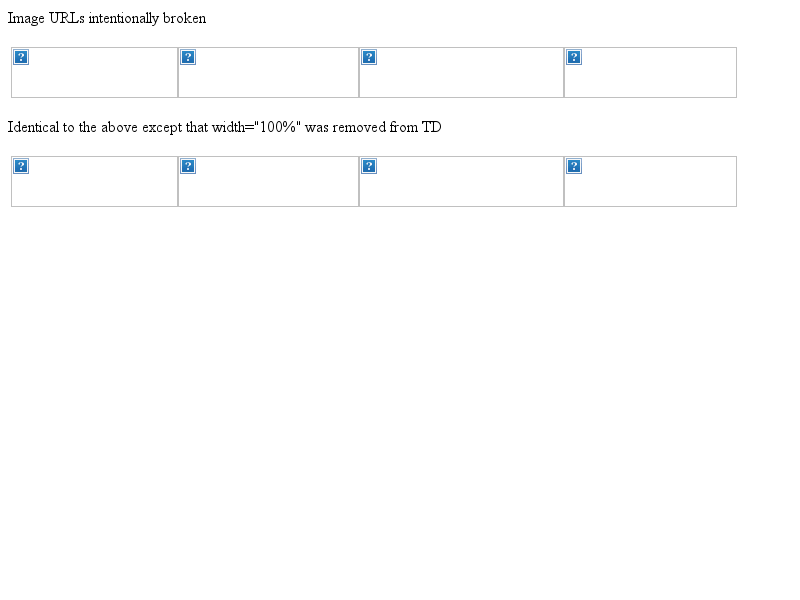 Image URLs intentionally broken
? ? ? ?
Identical to the above except that width="100%" was removed from TD
? ? ? ?